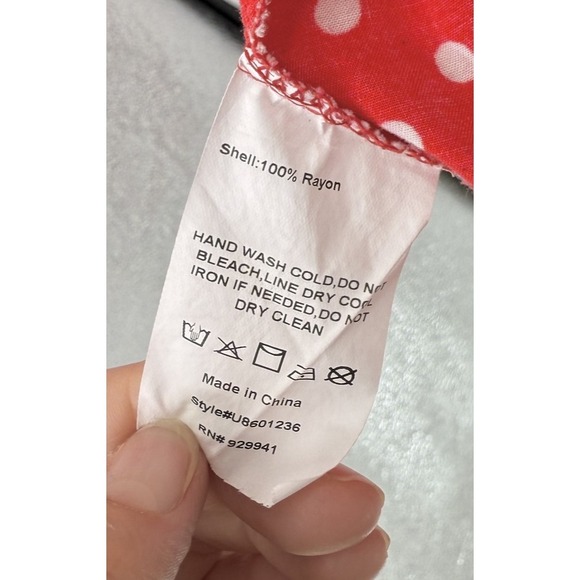 Shell:100% Rayon
HAND WASH COLD,DO NOT
BLEACH,LINE DRY COOL
IRON IF NEEDED,DO NOT
DRY CLEAN
Made in China
Style#U8601236
RN# 929941